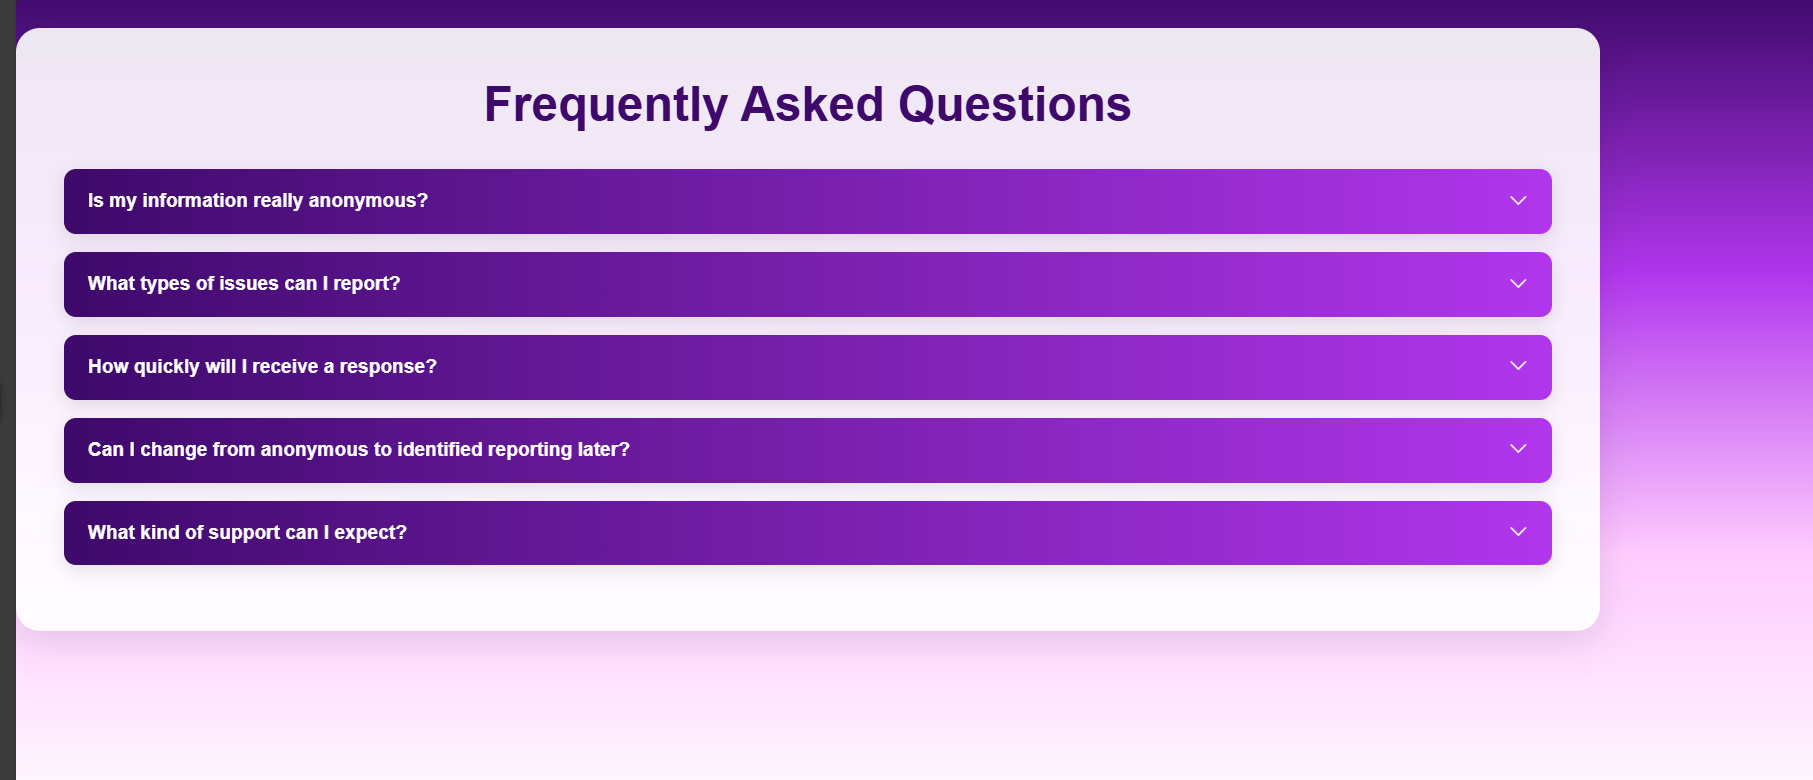 Frequently Asked Questions
Is my information really anonymous?
What types of issues can I report?
How quickly will I receive a response?
Can I change from anonymous to identified reporting later?
What kind of support can I expect?